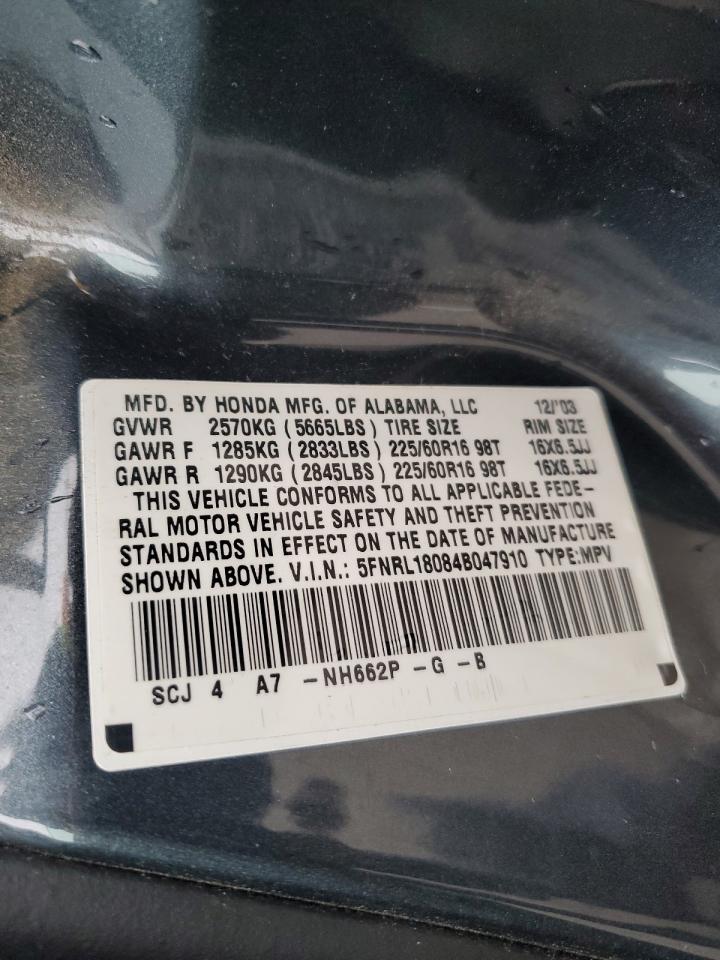 MFD. BY HONDA MFG. OF ALABAMA, LLC 12/'03
GVWR 2570KG (5665LBS) TIRE SIZE RIM SIZE
GAWR F 1285KG (2833LBS) 225/60R16 98T 16X6.5JJ
GAWR R 1290KG (2845LBS) 225/60R16 98T 16X6.5JJ
THIS VEHICLE CONFORMS TO ALL APPLICABLE FEDE-
RAL MOTOR VEHICLE SAFETY AND THEFT PREVENTION
STANDARDS IN EFFECT ON THE DATE OF MANUFACTURE
SHOWN ABOVE. V.I.N.: 5FNRL18084B047910 TYPE:MPV
SCJ 4 A7 -NH662P -G -B